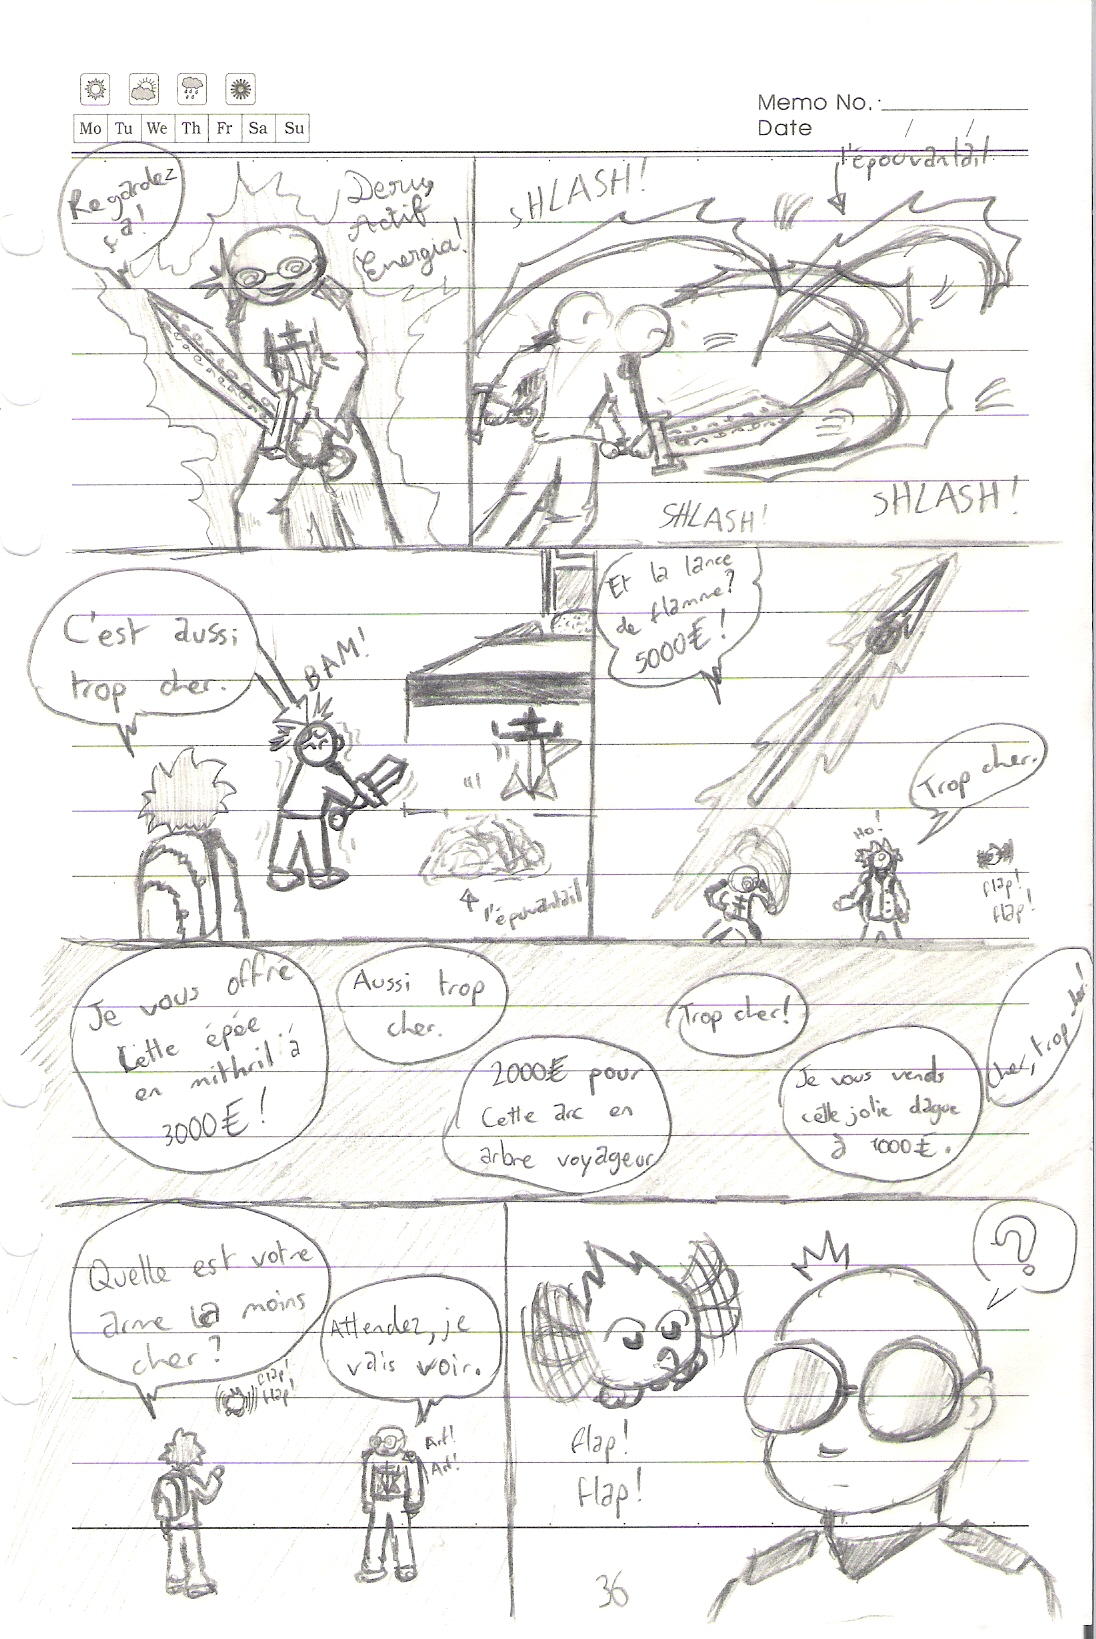 Mo Tu We Th Fr Sa Su
Memo No.:
Date / /
Regardez
ça!
Actif
Energia!
SHLASH!
l'épouvantail
SHLASH!
SHLASH!
C'est aussi
trop cher.
BAM!
l'épouvantail
Et la lance
de flamme?
5000€!
Trop cher.
HO!
flap!
flap!
Je vous offre
cette épée
en mithril à
3000€!
Aussi trop
cher.
2000€ pour
cette arc en
arbre voyageur
Trop cher!
Je vous vends
cette jolie dague
à 1000€.
cher, trop cher!
Quelle est votre
arme la moins
cher?
flap!
flap!
Attendez, je
vais voir.
Arf!
Arf!
?
flap!
flap!
36